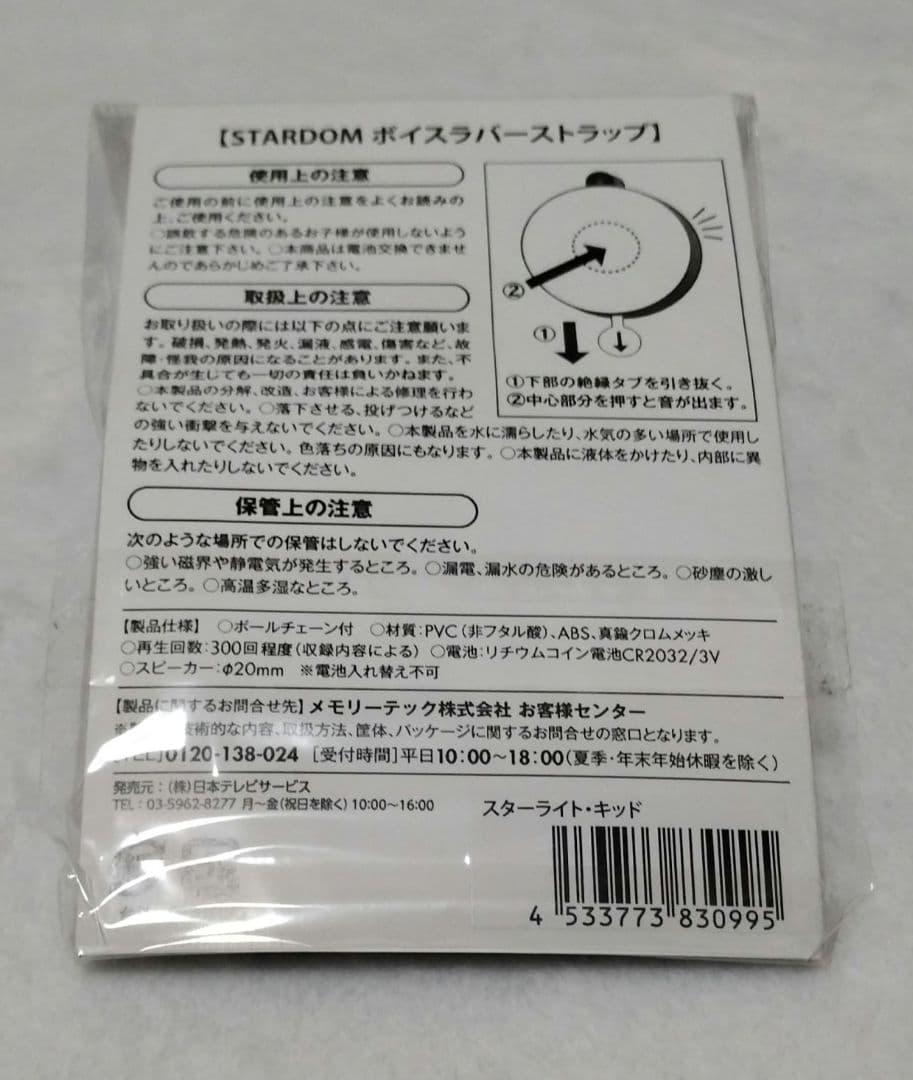 【STARDOM ボイスラバーストラップ】
使用上の注意
ご使用の前に使用上の注意をよくお読みの
上、ご使用ください。
○誤飲する危険のあるお子様が使用しないよう
にご注意下さい。○本商品は電池交換できませ
んのであらかじめご了承下さい。
取扱上の注意
お取り扱いの際には以下の点にご注意願いま
す。破損、発熱、発火、漏液、感電、傷害など、故
障・怪我の原因になることがあります。また、不
具合が生じても一切の責任は負いかねます。
○本製品の分解、改造、お客様による修理を行わ
ないでください。○落下させる、投げつけるなど
の強い衝撃を与えないでください。○本製品を水に濡らしたり、水気の多い場所で使用し
たりしないでください。色落ちの原因にもなります。○本製品に液体をかけたり、内部に異
物を入れたりしないでください。
②
①
①下部の絶縁タブを引き抜く。
②中心部分を押すと音が出ます。
保管上の注意
次のような場所での保管はしないでください。
○強い磁界や静電気が発生するところ。○漏電、漏水の危険があるところ。○砂塵の激し
いところ。○高温多湿なところ。
【製品仕様】 ○ボールチェーン付 ○材質：PVC（非フタル酸）、ABS、真鍮クロムメッキ
○再生回数：300回程度（収録内容による） ○電池：リチウムコイン電池CR2032/3V
○スピーカー：φ20mm ※電池入れ替え不可
【製品に関するお問合せ先】メモリーテック株式会社 お客様センター
※ 技術的な内容、取扱方法、筐体、パッケージに関するお問合せの窓口となります。
[TEL]0120-138-024 [受付時間]平日10：00〜18：00（夏季・年末年始休暇を除く）
発売元：（株）日本テレビサービス
TEL：03-5962-8277 月〜金（祝日を除く）10:00〜16:00
スターライト・キッド
4 533773 830995